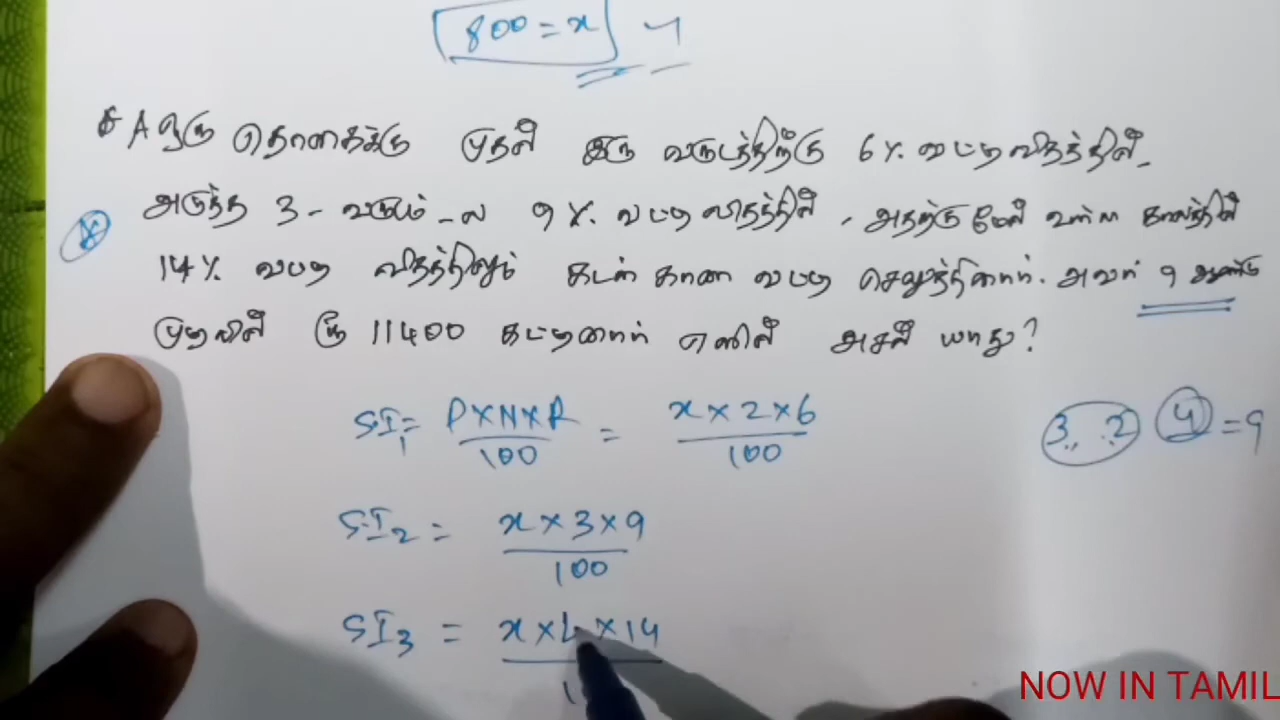 800 = x
A ஒரு தொகைக்கு முதல் இரு வருடத்திற்கு 6% வட்டி விதத்தில்.
அடுத்த 3 - வருடம் - ல 9% வட்டி விதத்தில், அதற்கு மேல் உள்ள காலத்தில்
14% வட்டி விதத்திலும் கடன் கான வட்டி செலுத்தினார். அவர் 9 ஆண்டு
முதலில் ரூ 11400 கட்டினார் எனில் அசல் யாது?
SI1 = P×N×R/100 = x×2×6/100
3,, 2 4 = 9
SI2 = x×3×9/100
SI3 = x×4×14
NOW IN TAMIL